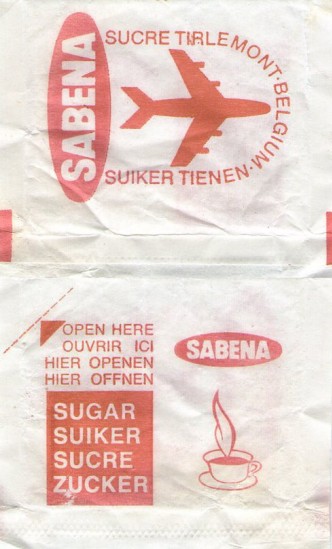 SABENA
SUCRE TIRLEMONT·BELGIUM·
SUIKER TIENEN·
OPEN HERE
OUVRIR ICI
HIER OPENEN
HIER OFFNEN
SABENA
SUGAR
SUIKER
SUCRE
ZUCKER